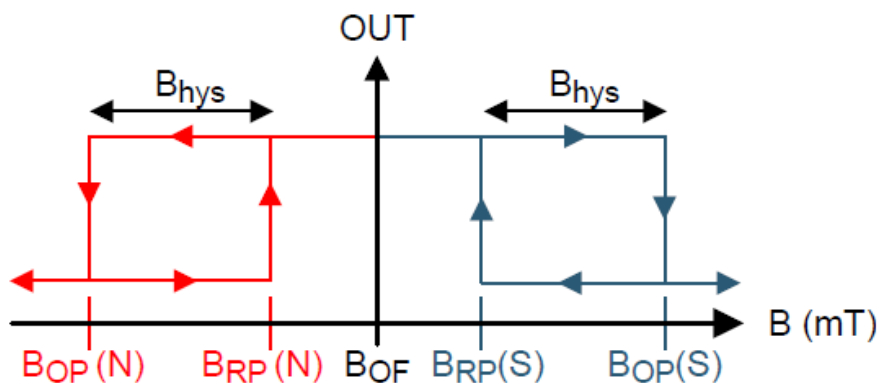 OUT
Bhys Bhys
B (mT)
BOP (N) BRP (N) BOF BRP(S) BOP(S)